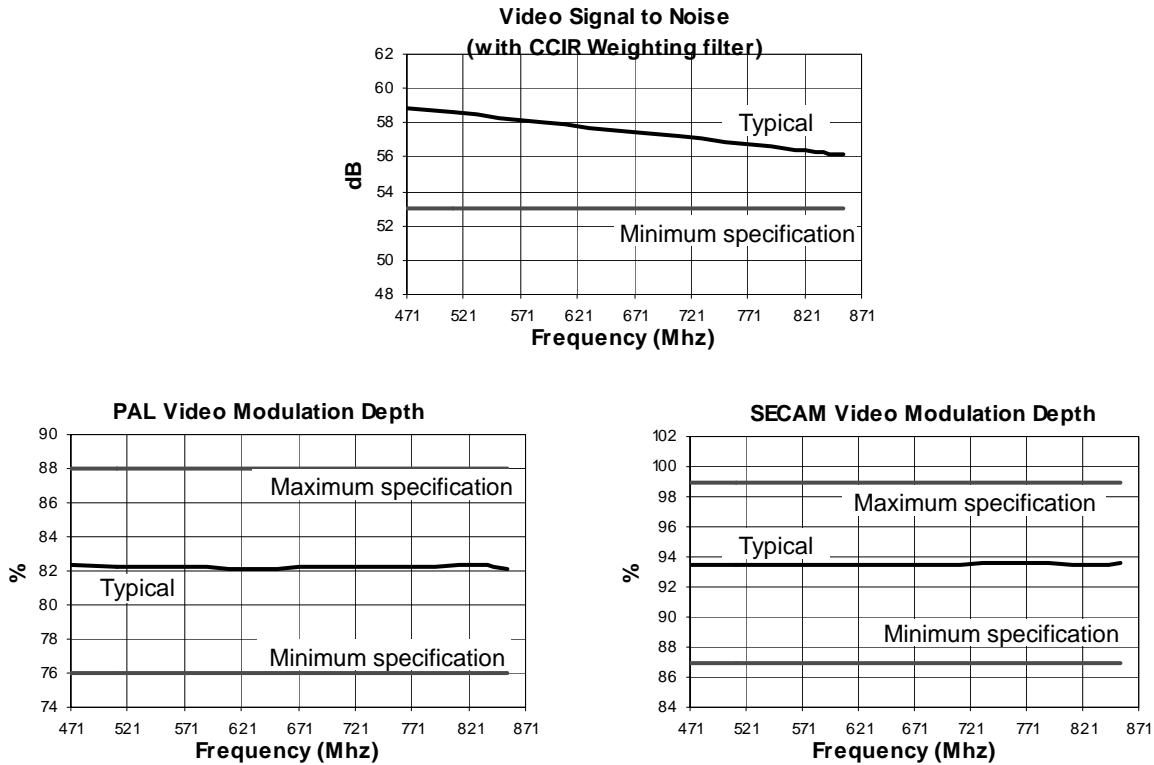 Video Signal to Noise
(with CCIR Weighting filter)
62
60
58
56
54
52
50
48
dB
Typical
Minimum specification
471 521 571 621 671 721 771 821 871
Frequency (Mhz)
PAL Video Modulation Depth
90
88
86
84
82
80
78
76
74
%
Maximum specification
Typical
Minimum specification
471 521 571 621 671 721 771 821 871
Frequency (Mhz)
SECAM Video Modulation Depth
102
100
98
96
94
92
90
88
86
84
%
Maximum specification
Typical
Minimum specification
471 521 571 621 671 721 771 821 871
Frequency (Mhz)